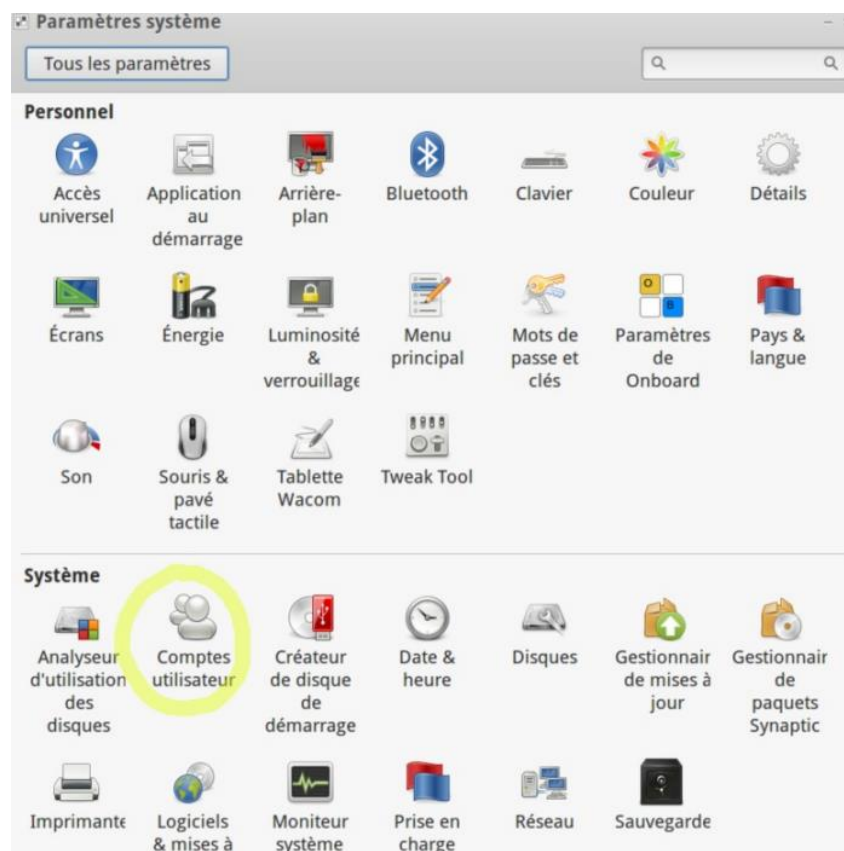 Paramètres système
Tous les paramètres
Personnel
Accès universel
Application au démarrage
Arrière-plan
Bluetooth
Clavier
Couleur
Détails
Écrans
Énergie
Luminosité & verrouillage
Menu principal
Mots de passe et clés
Paramètres de Onboard
O
B
Pays & langue
Son
Souris & pavé tactile
Tablette Wacom
Tweak Tool
Système
Analyseur d'utilisation des disques
Comptes utilisateur
Créateur de disque de démarrage
Date & heure
Disques
Gestionnair de mises à jour
Gestionnair de paquets Synaptic
Imprimante
Logiciels & mises à
Moniteur système
Prise en charge
Réseau
Sauvegarde